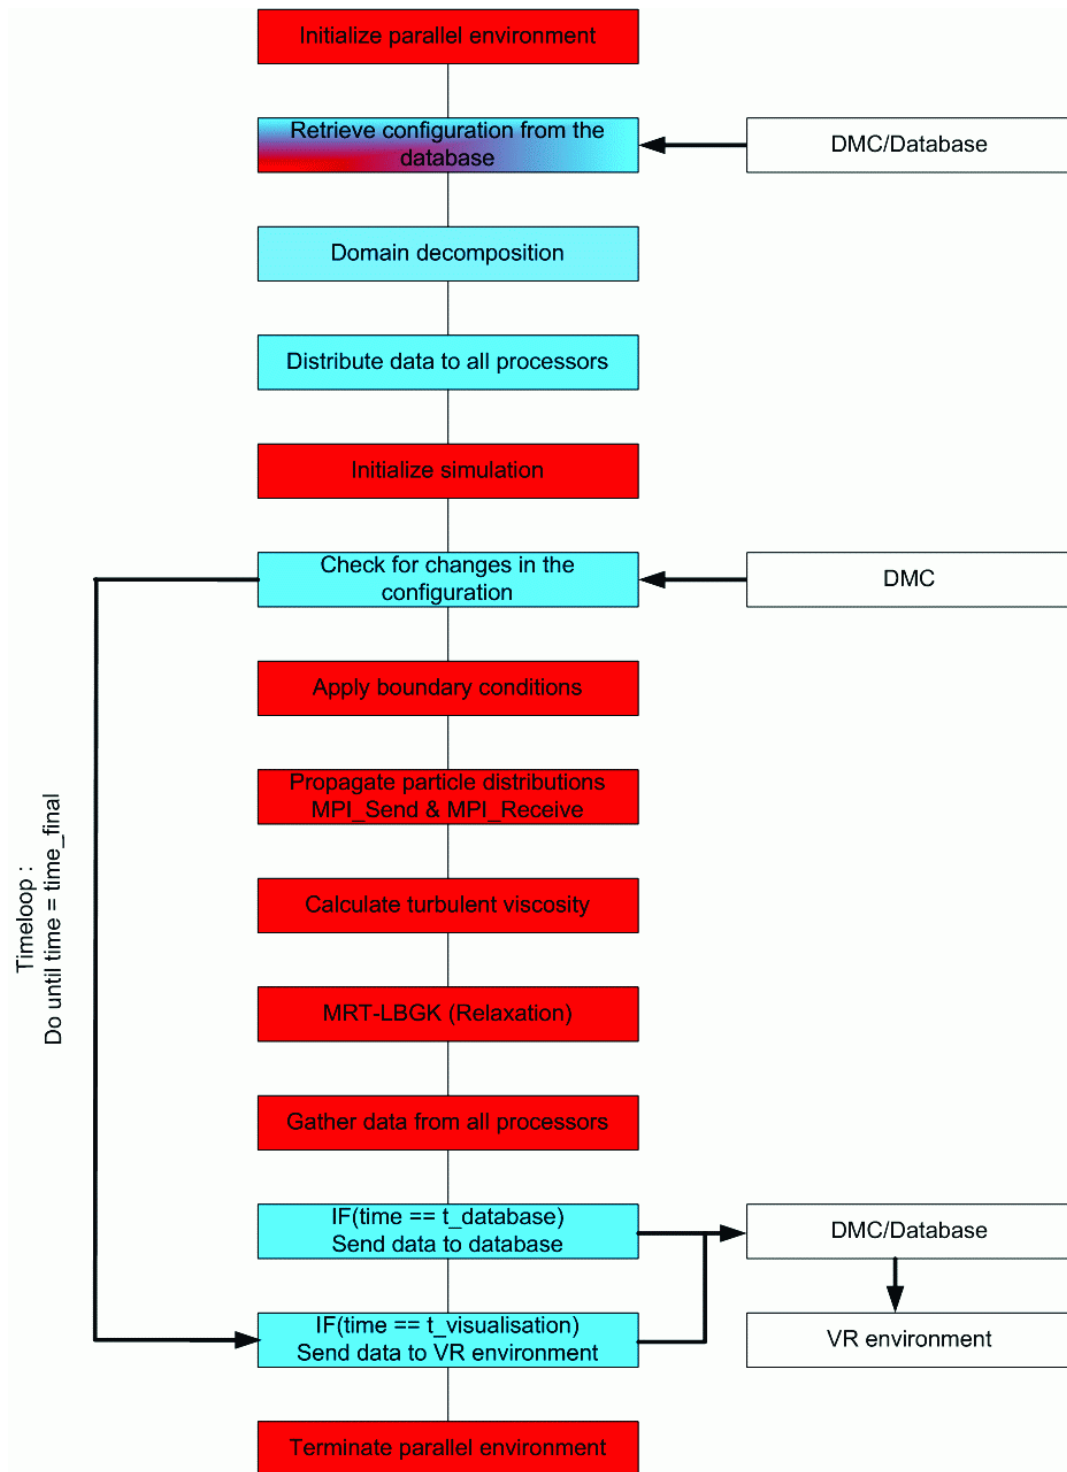 Initialize parallel environment
Retrieve configuration from the
database
DMC/Database
Domain decomposition
Distribute data to all processors
Initialize simulation
Check for changes in the
configuration
DMC
Apply boundary conditions
Propagate particle distributions
MPI_Send & MPI_Receive
Timeloop :
Do until time = time_final
Calculate turbulent viscosity
MRT-LBGK (Relaxation)
Gather data from all processors
IF(time == t_database)
Send data to database
DMC/Database
IF(time == t_visualisation)
Send data to VR environment
VR environment
Terminate parallel environment